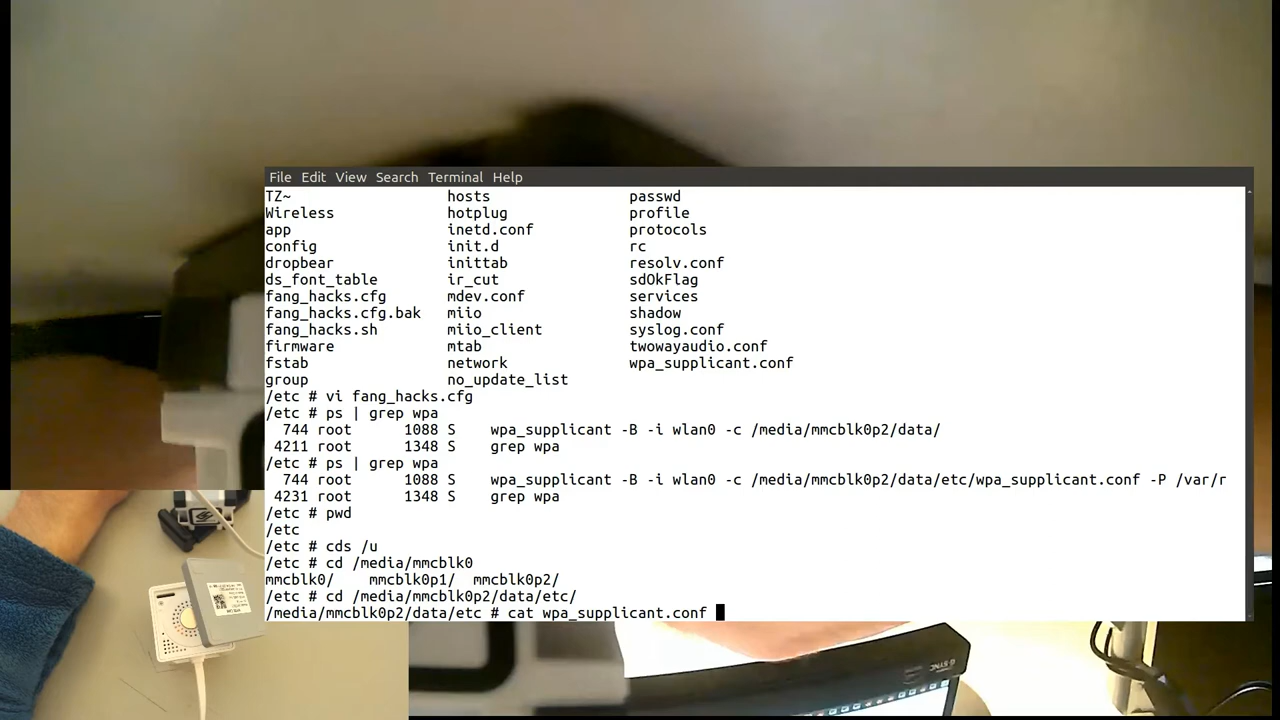 File Edit View Search Terminal Help
TZ~ hosts passwd
Wireless hotplug profile
app inetd.conf protocols
config init.d rc
dropbear inittab resolv.conf
ds_font_table ir_cut sdOkFlag
fang_hacks.cfg mdev.conf services
fang_hacks.cfg.bak miio shadow
fang_hacks.sh miio_client syslog.conf
firmware mtab twowayaudio.conf
fstab network wpa_supplicant.conf
group no_update_list
/etc # vi fang_hacks.cfg
/etc # ps | grep wpa
744 root 1088 S wpa_supplicant -B -i wlan0 -c /media/mmcblk0p2/data/
4211 root 1348 S grep wpa
/etc # ps | grep wpa
744 root 1088 S wpa_supplicant -B -i wlan0 -c /media/mmcblk0p2/data/etc/wpa_supplicant.conf -P /var/r
4231 root 1348 S grep wpa
/etc # pwd
/etc
/etc # cds /u
/etc # cd /media/mmcblk0
mmcblk0/ mmcblk0p1/ mmcblk0p2/
/etc # cd /media/mmcblk0p2/data/etc/
/media/mmcblk0p2/data/etc # cat wpa_supplicant.conf
G-SYNC